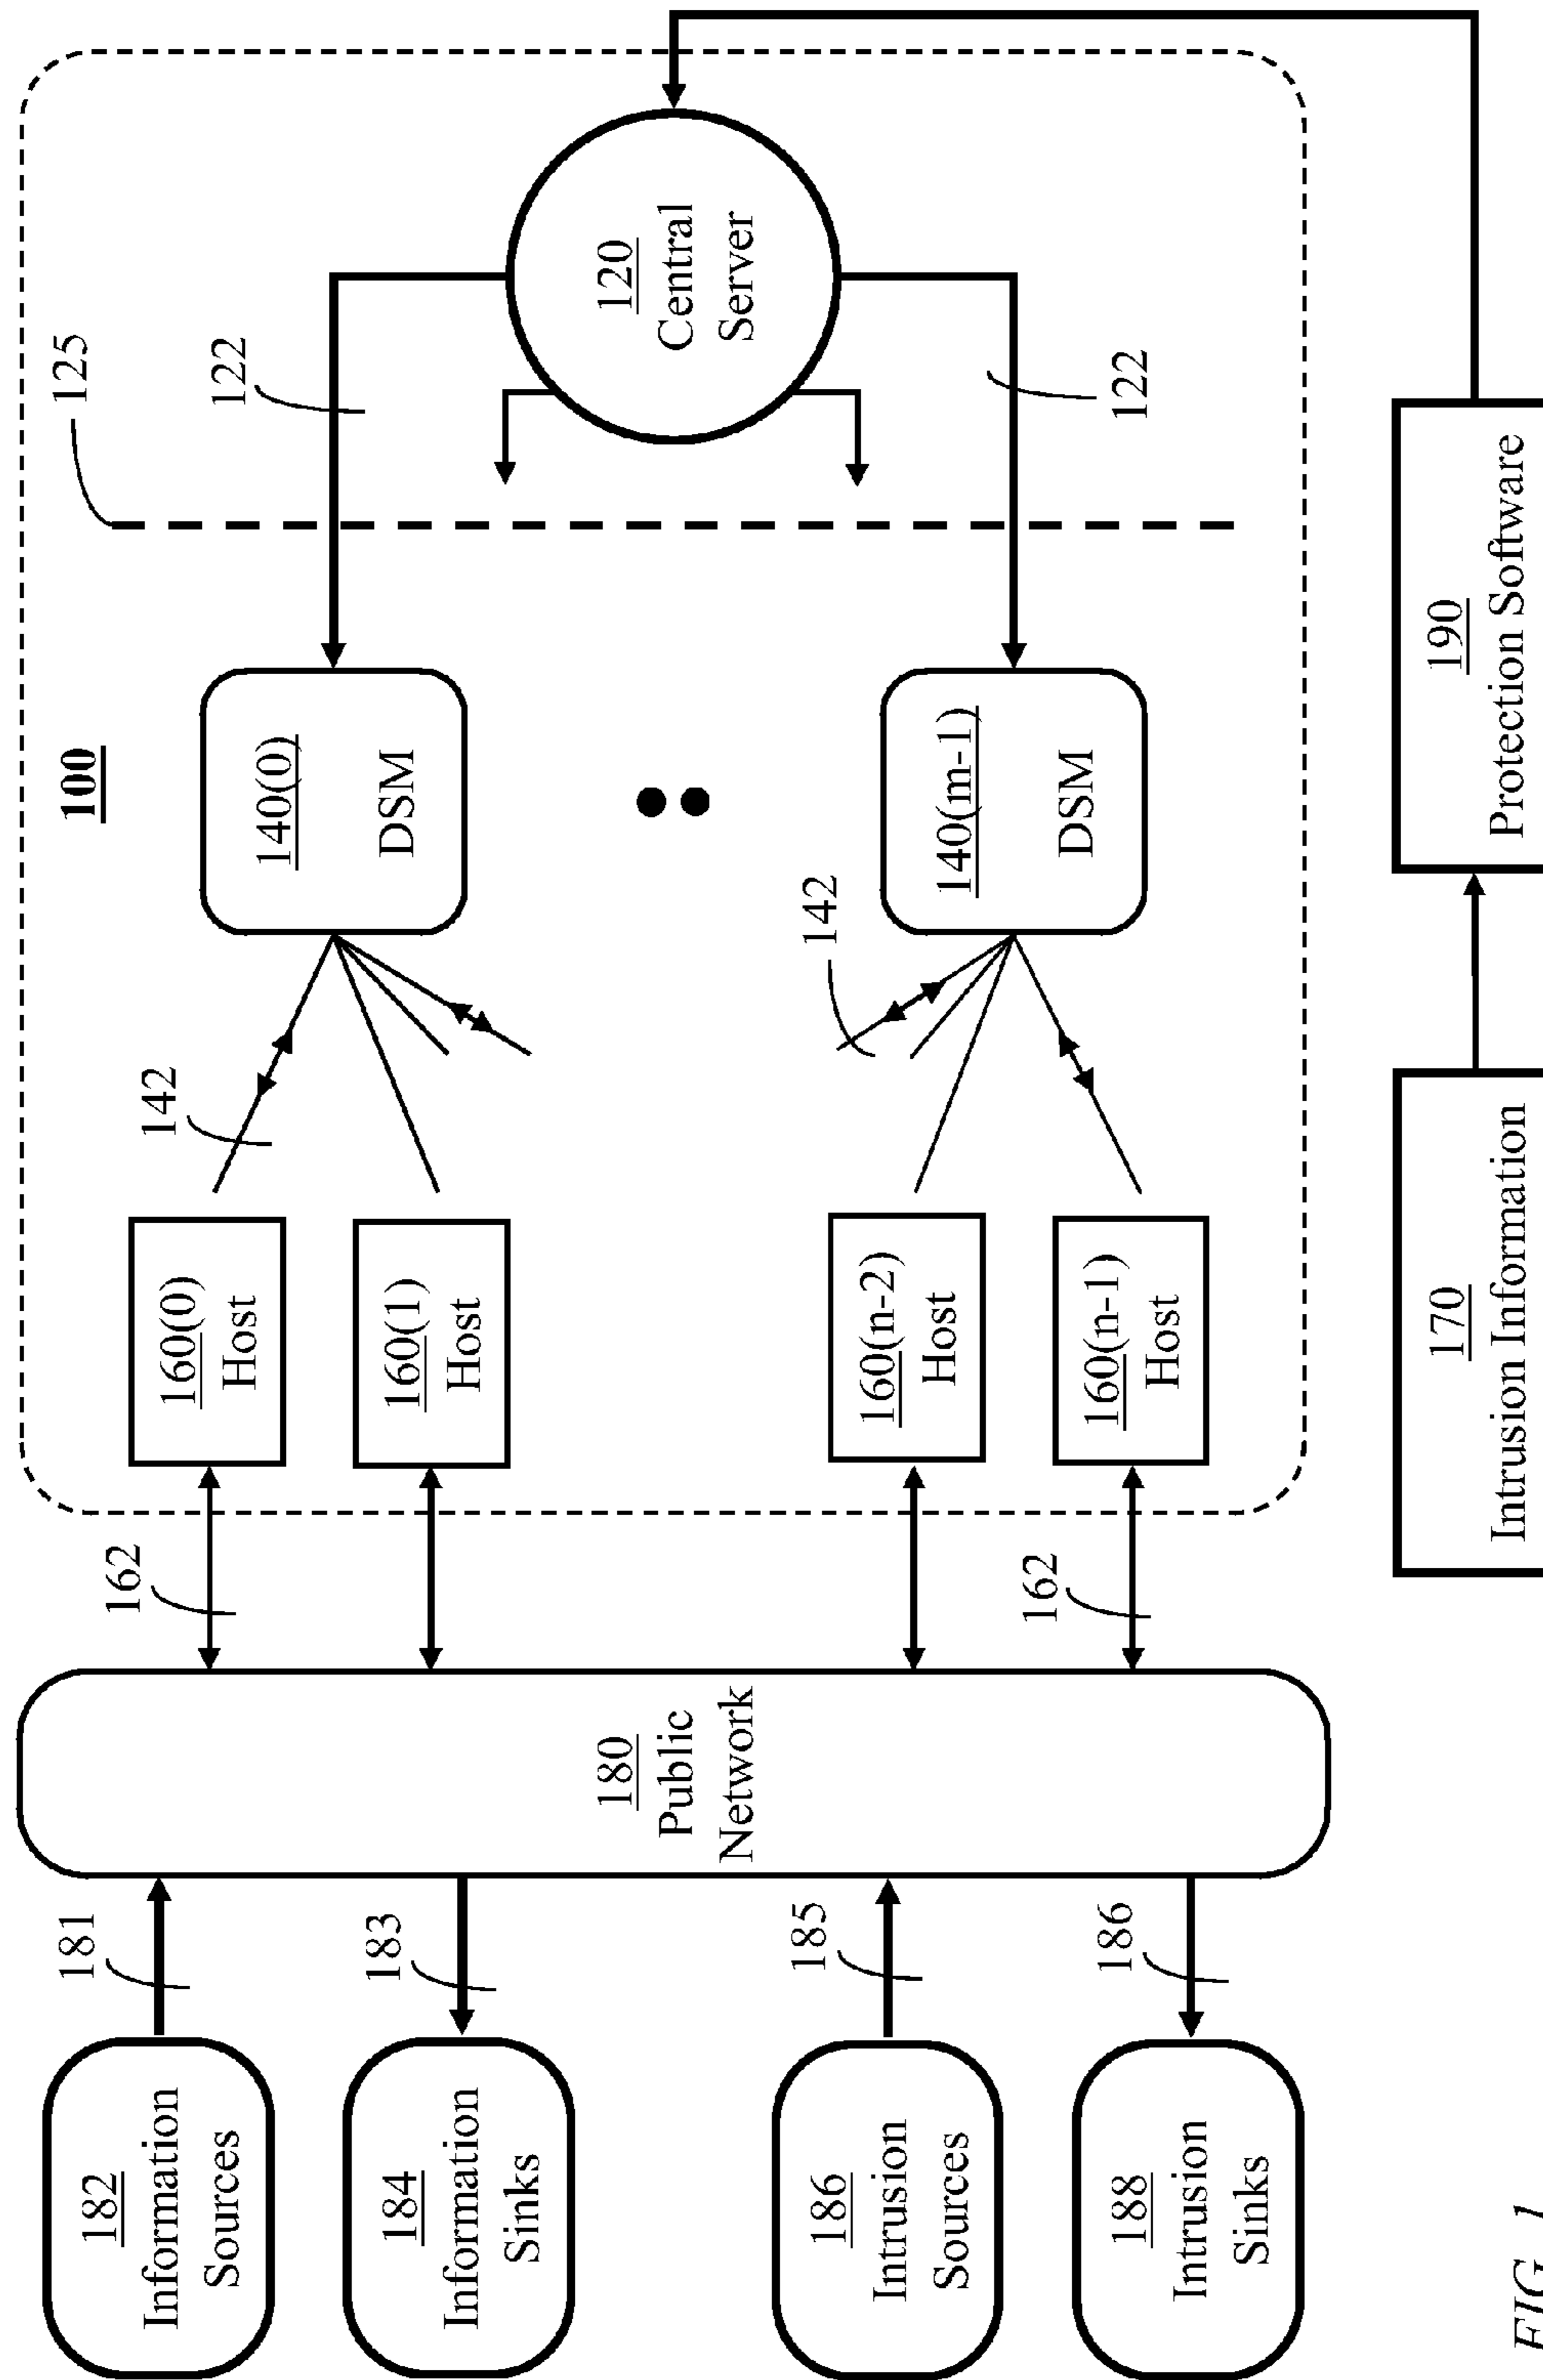 182
Information
Sources
184
Information
Sinks
186
Intrusion
Sources
188
Intrusion
Sinks
181
183
185
186
180
Public
Network
162
162
100
160(0)
Host
160(1)
Host
160(n-2)
Host
160(n-1)
Host
142
142
140(0)
DSM
140(m-1)
DSM
125
122
122
120
Central
Server
170
Intrusion Information
190
Protection Software
FIG. 1